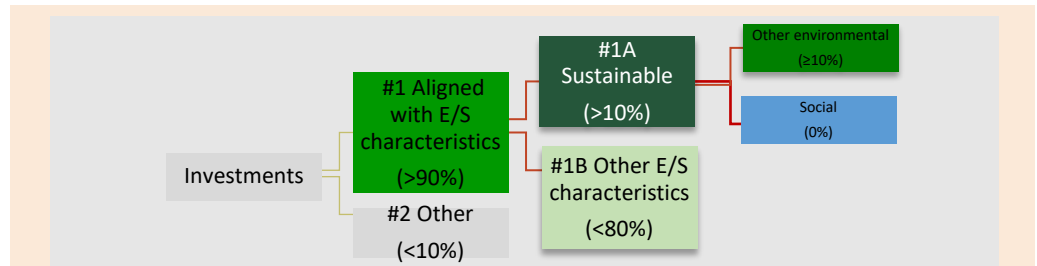 Investments
#1 Aligned
with E/S
characteristics
(>90%)
#2 Other
(<10%)
#1A
Sustainable
(>10%)
#1B Other E/S
characteristics
(<80%)
Other environmental
(≥10%)
Social
(0%)